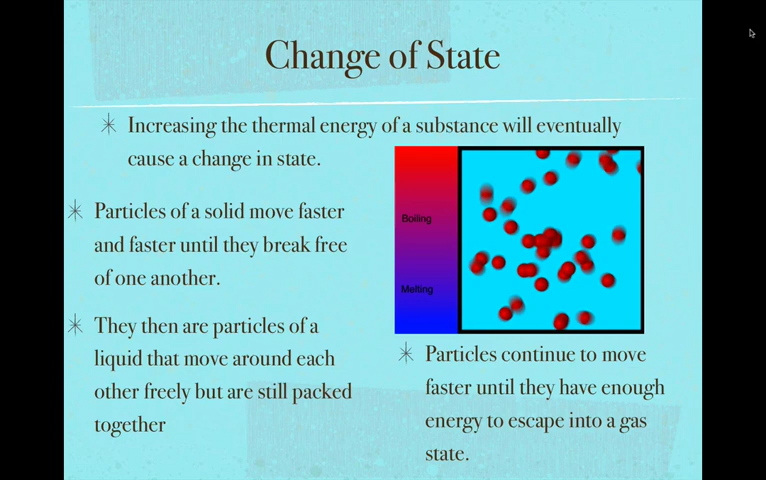 Change of State
Increasing the thermal energy of a substance will eventually
cause a change in state.
Particles of a solid move faster
and faster until they break free
of one another.
They then are particles of a
liquid that move around each
other freely but are still packed
together
Boiling
Melting
Particles continue to move
faster until they have enough
energy to escape into a gas
state.